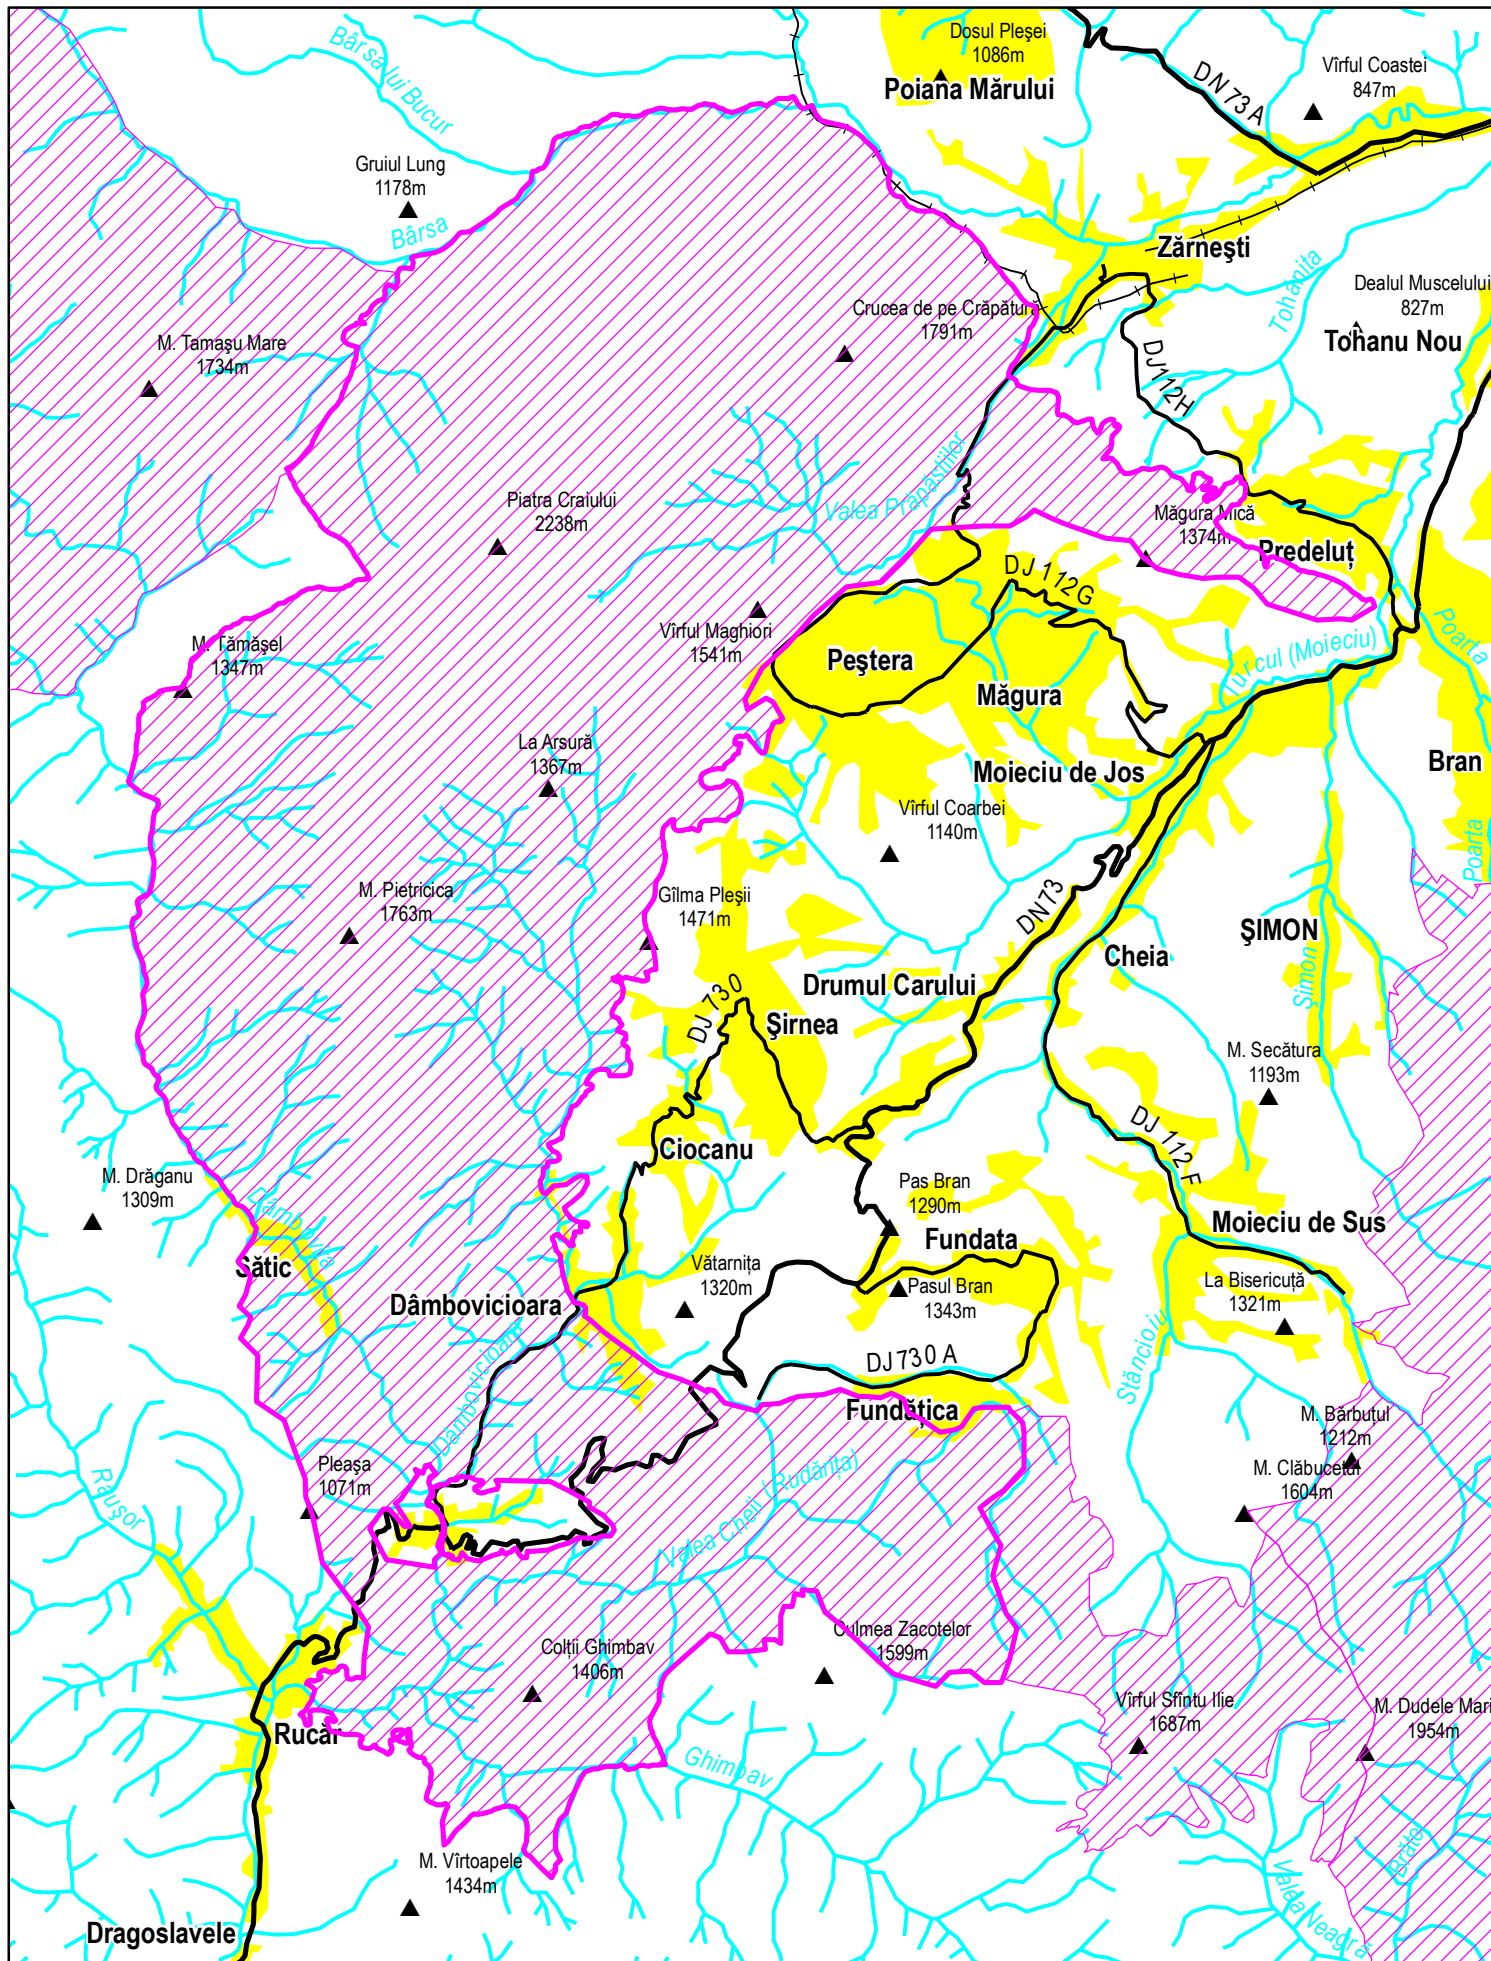 Dosul Pleşei
1086m
Poiana Mărului
Bârsa lui Bucur
DN 73 A
Vîrful Coastei
847m
Gruiul Lung
1178m
Bârsa
Zărneşti
Tohănita
Dealul Muscelului
827m
Tohanu Nou
Crucea de pe Crăpătură
1791m
M. Tamaşu Mare
1734m
DJ 112H
Valea Prăpăstiilor
Piatra Craiului
2238m
Măgura Mică
1374m
Predeluţ
DJ 112G
Vîrful Maghiori
1541m
M. Tămăşel
1347m
Peştera
Măgura
Turcul (Moieciu)
Poarta
La Arsură
1367m
Moieciu de Jos
Bran
Vîrful Coarbei
1140m
Poarta
M. Pietricica
1763m
Gîlma Pleşii
1471m
DN73
ŞIMON
Cheia
Drumul Carului
Şimon
DJ 730
Şirnea
M. Secătura
1193m
DJ 112 F
Ciocanu
M. Drăganu
1309m
Dâmboviţa
Pas Bran
1290m
Fundata
Moieciu de Sus
Sătic
Vătarniţa
1320m
Pasul Bran
1343m
La Bisericuţă
1321m
Dâmbovicioara
Dâmbovicioara
Stăncioiu
DJ 730 A
Fundăţica
M. Bărbuţul
1212m
Pleaşa
1071m
M. Clăbucetul
1604m
Râuşor
Valea Cheii (Rudăriţa)
Culmea Zacotelor
1599m
Colţii Ghimbav
1406m
Vîrful Sfîntu Ilie
1687m
M. Dudele Mari
1954m
Rucăr
Ghimbav
M. Vîrtoapele
1434m
Brătei
Valea Neagră
Dragoslavele